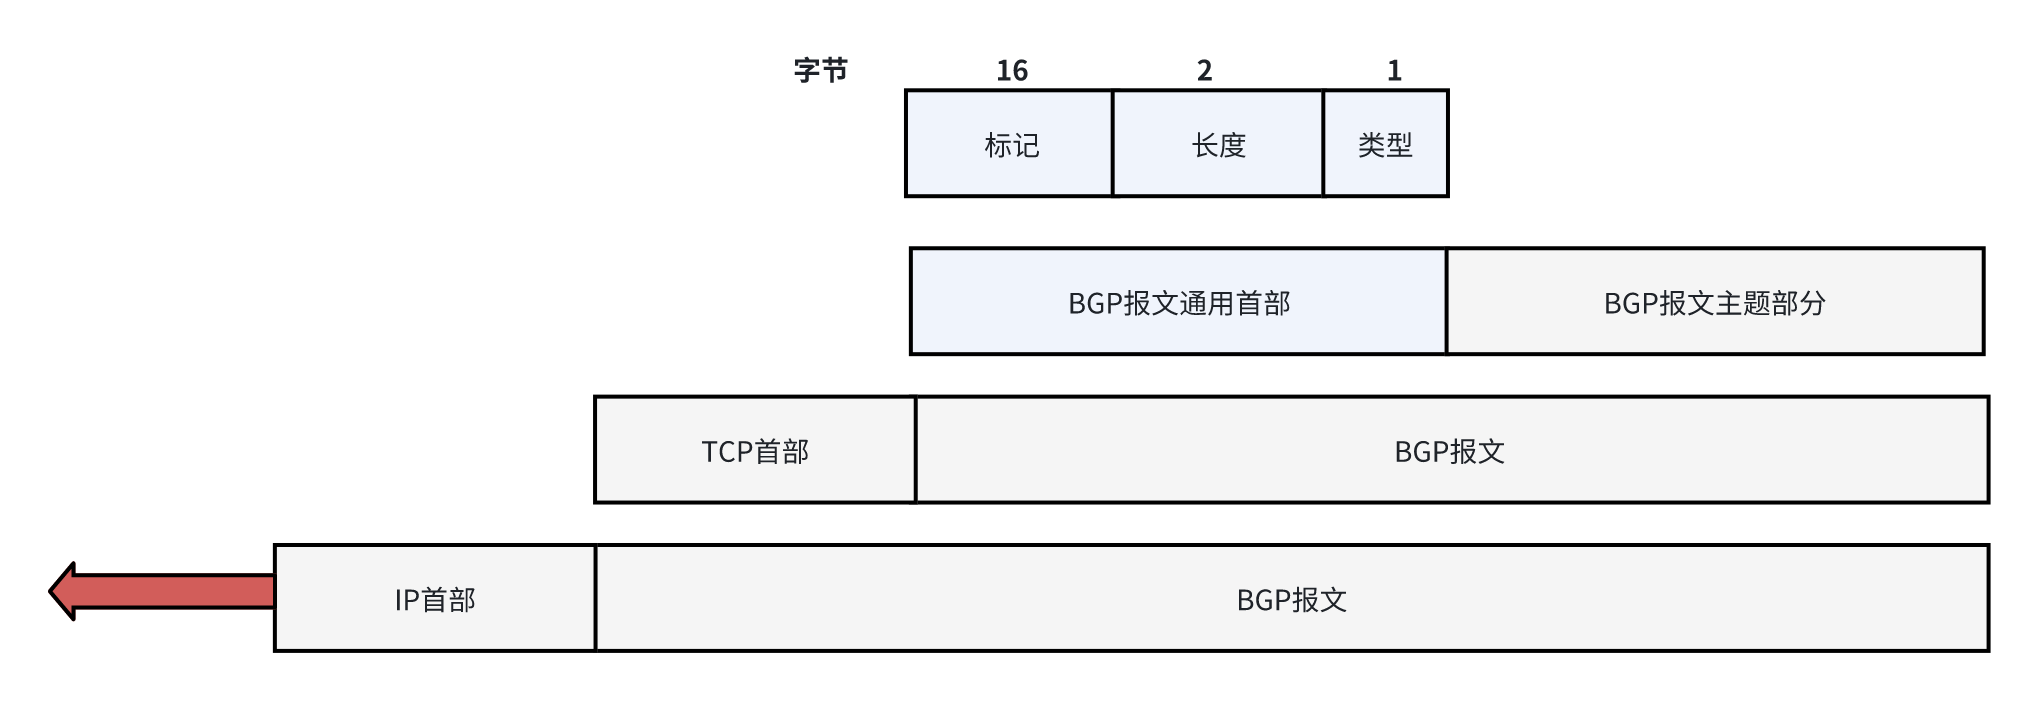 字节 16 2 1
标记 长度 类型
BGP报文通用首部 BGP报文主题部分
TCP首部 BGP报文
IP首部 BGP报文